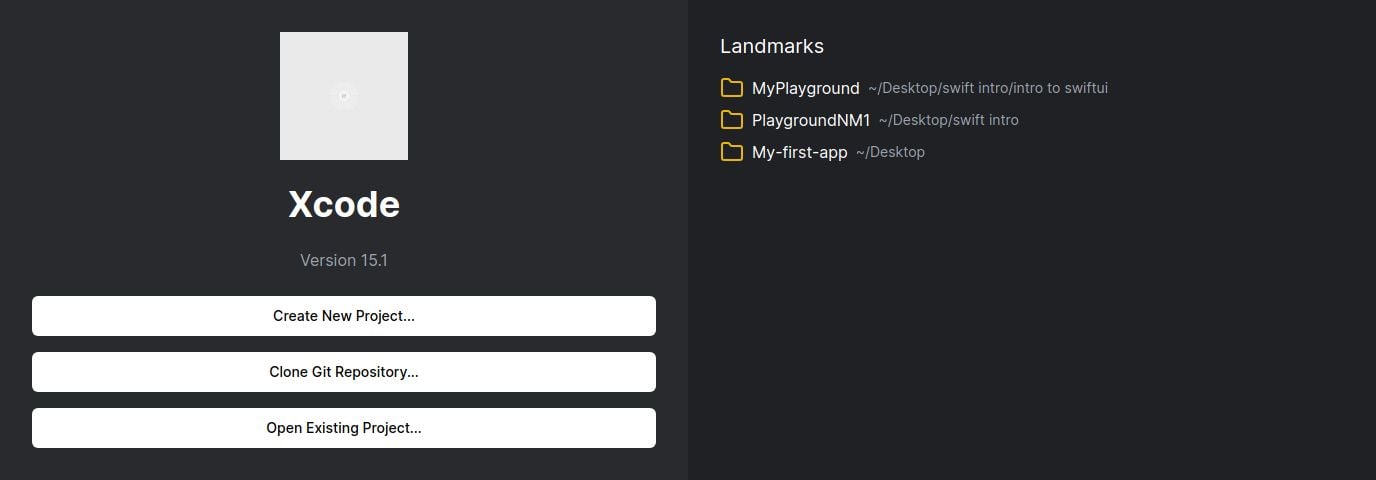 Xcode
Version 15.1
Create New Project...
Clone Git Repository...
Open Existing Project...
Landmarks
MyPlayground ~/Desktop/swift intro/intro to swiftui
PlaygroundNM1 ~/Desktop/swift intro
My-first-app ~/Desktop